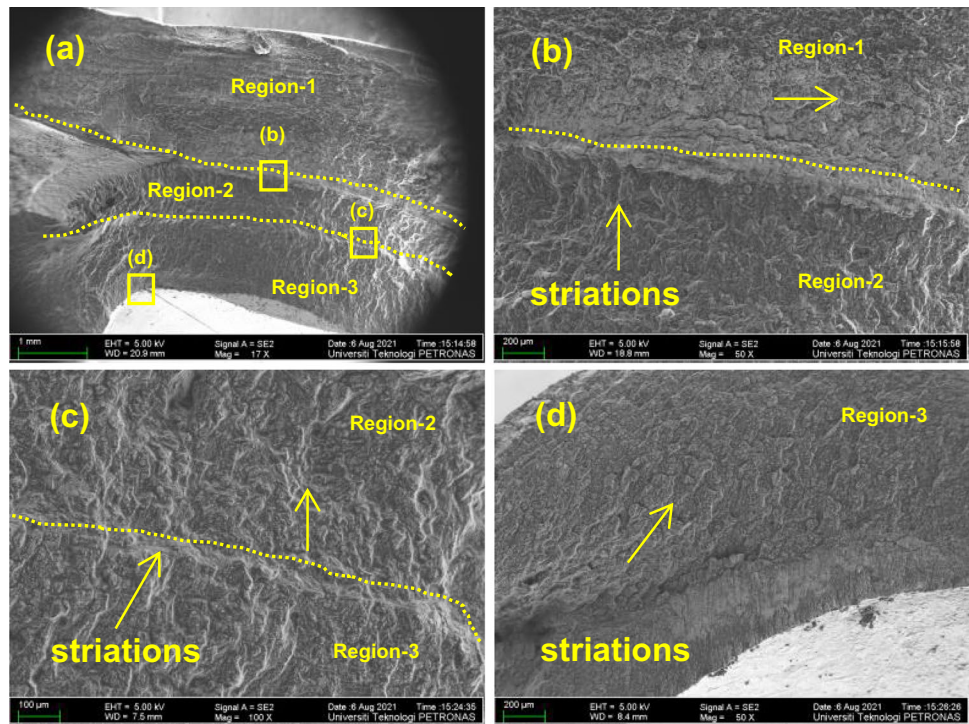 (a)
Region-1
(b)
Region-2
(c)
(d)
Region-3
1 mm
EHT = 5.00 kV
WD = 20.9 mm
Signal A = SE2
Mag = 17 X
Date :6 Aug 2021
Time :15:14:58
Universiti Teknologi PETRONAS
(b)
Region-1
striations
Region-2
200 µm
EHT = 5.00 kV
WD = 18.8 mm
Signal A = SE2
Mag = 50 X
Date :6 Aug 2021
Time :15:15:58
Universiti Teknologi PETRONAS
(c)
Region-2
striations
Region-3
100 µm
EHT = 5.00 kV
WD = 7.5 mm
Signal A = SE2
Mag = 100 X
Date :6 Aug 2021
Time :15:24:35
Universiti Teknologi PETRONAS
(d)
Region-3
striations
200 µm
EHT = 5.00 kV
WD = 8.4 mm
Signal A = SE2
Mag = 50 X
Date :6 Aug 2021
Time :15:26:26
Universiti Teknologi PETRONAS